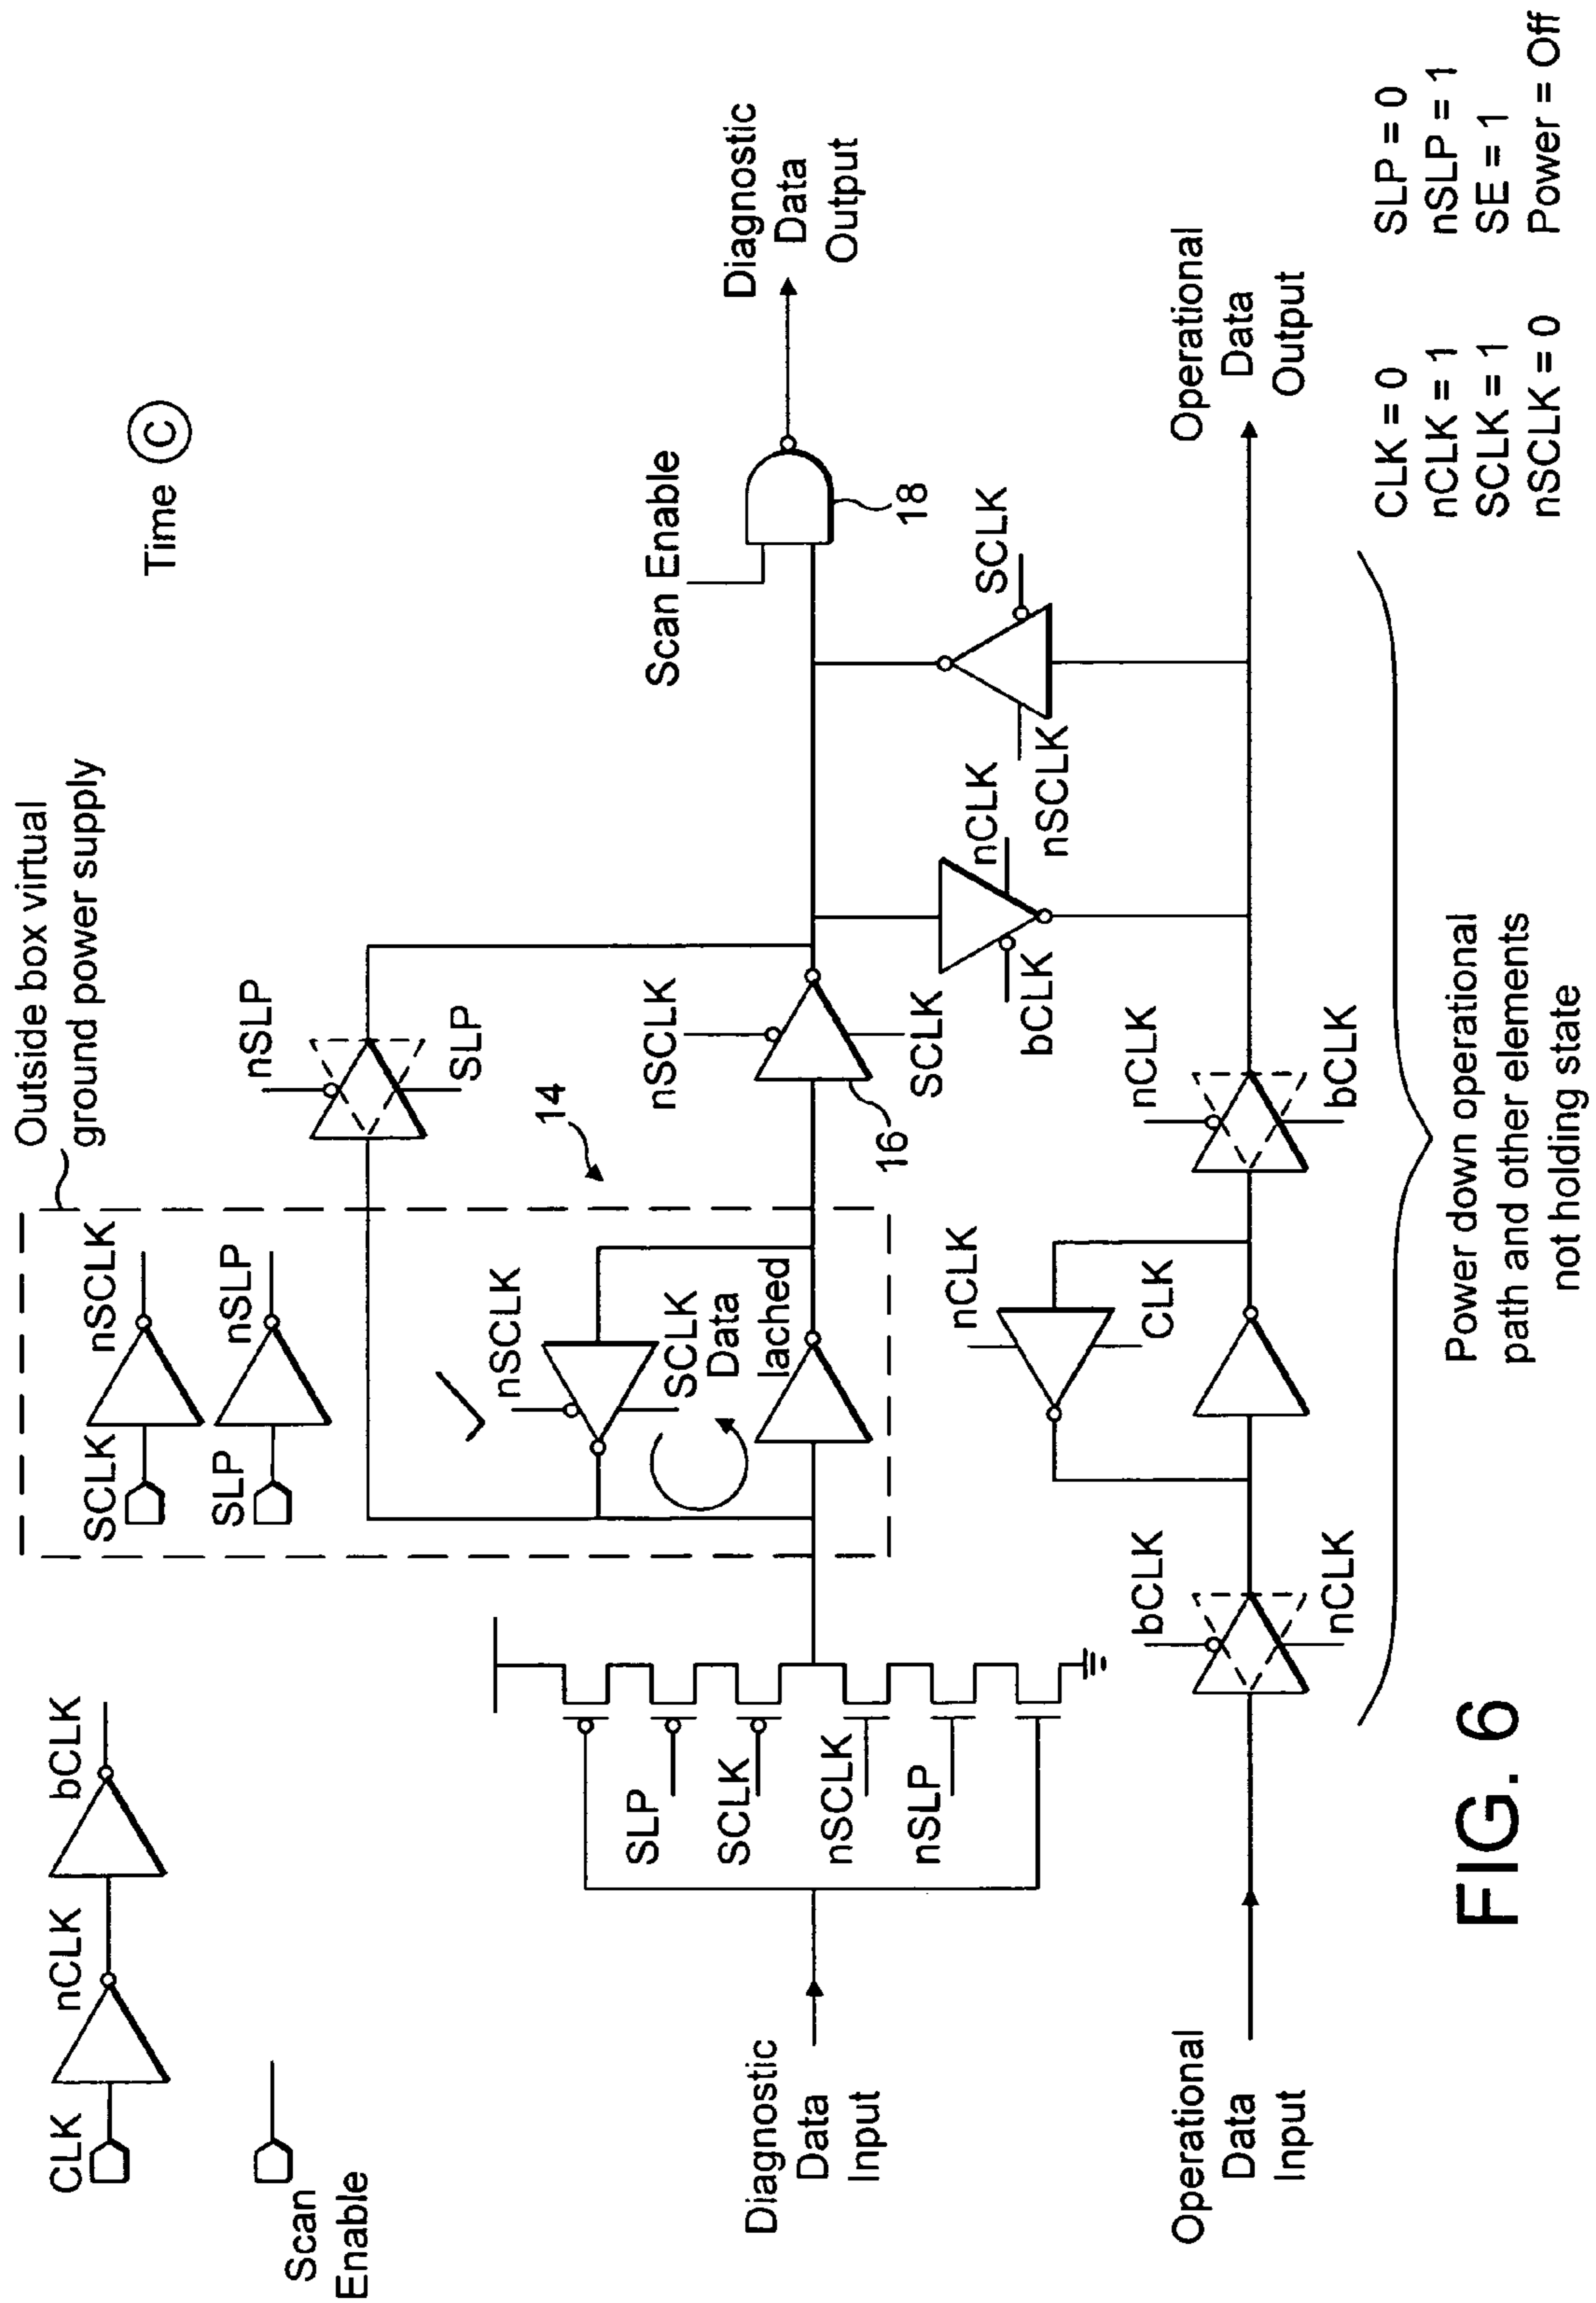 CLK
nCLK
bCLK
Scan
Enable
Outside box virtual
ground power supply
Time C
SCLK
nSCLK
SLP
nSLP
nSLP
SLP
nSCLK
SCLK
Data
lached
14
nSCLK
SCLK
16
Scan Enable
18
Diagnostic
Data
Output
Diagnostic
Data
Input
SLP
SCLK
nSCLK
nSLP
bCLK
nCLK
nSCLK
SCLK
Operational
Data
Input
bCLK
nCLK
nCLK
CLK
nCLK
bCLK
Operational
Data
Output
Power down operational
path and other elements
not holding state
CLK = 0
nCLK = 1
SCLK = 1
nSCLK = 0
SLP = 0
nSLP = 1
SE = 1
Power = Off
FIG. 6